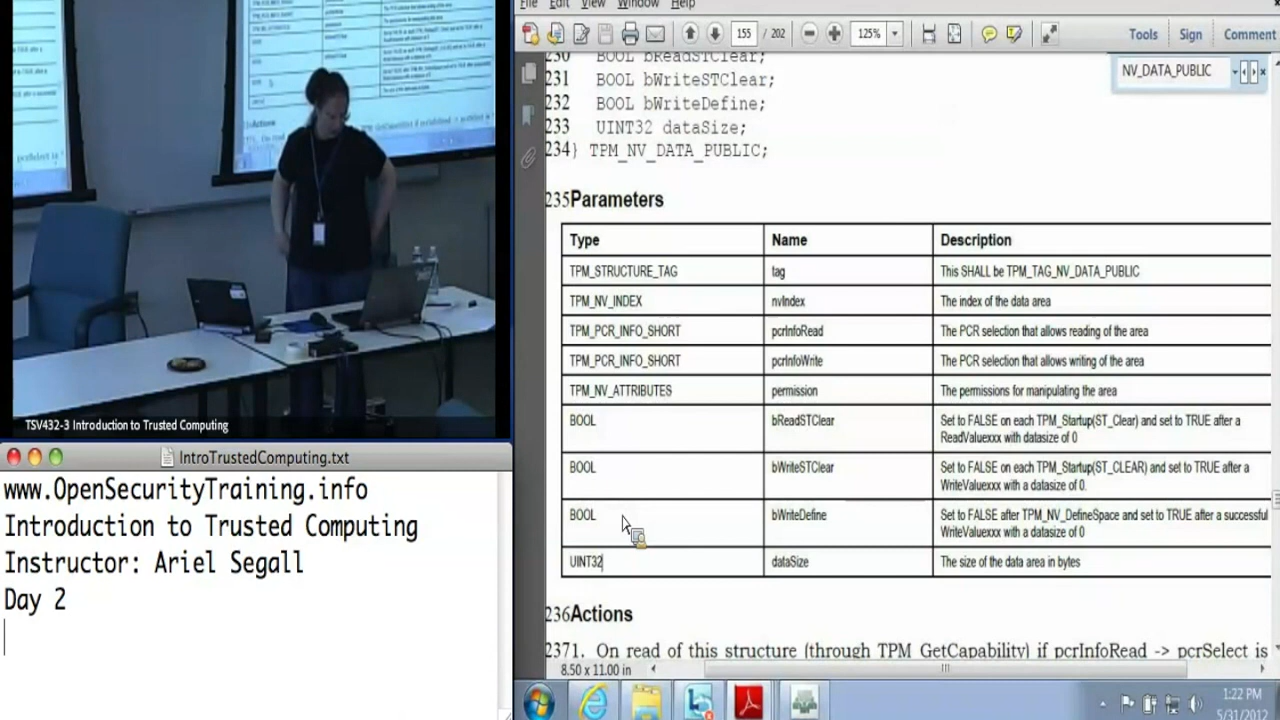 TSV432-3 Introduction to Trusted Computing
IntroTrustedComputing.txt
www.OpenSecurityTraining.info
Introduction to Trusted Computing
Instructor: Ariel Segall
Day 2
File Edit View Window Help
155 202 125% Tools Sign Comment
NV_DATA_PUBLIC
230 BOOL bReadSTClear;
231 BOOL bWriteSTClear;
232 BOOL bWriteDefine;
233 UINT32 dataSize;
234} TPM_NV_DATA_PUBLIC;
235Parameters
Type Name Description
TPM_STRUCTURE_TAG tag This SHALL be TPM_TAG_NV_DATA_PUBLIC
TPM_NV_INDEX nvIndex The index of the data area
TPM_PCR_INFO_SHORT pcrInfoRead The PCR selection that allows reading of the area
TPM_PCR_INFO_SHORT pcrInfoWrite The PCR selection that allows writing of the area
TPM_NV_ATTRIBUTES permission The permissions for manipulating the area
BOOL bReadSTClear Set to FALSE on each TPM_Startup(ST_Clear) and set to TRUE after a
ReadValuexxx with datasize of 0
BOOL bWriteSTClear Set to FALSE on each TPM_Startup(ST_CLEAR) and set to TRUE after a
WriteValuexxx with a datasize of 0.
BOOL bWriteDefine Set to FALSE after TPM_NV_DefineSpace and set to TRUE after a successful
WriteValuexxx with a datasize of 0
UINT32 dataSize The size of the data area in bytes
236Actions
2371. On read of this structure (through TPM_GetCapability) if pcrInfoRead -> pcrSelect is
8.50 x 11.00 in
1:22 PM
5/31/2012